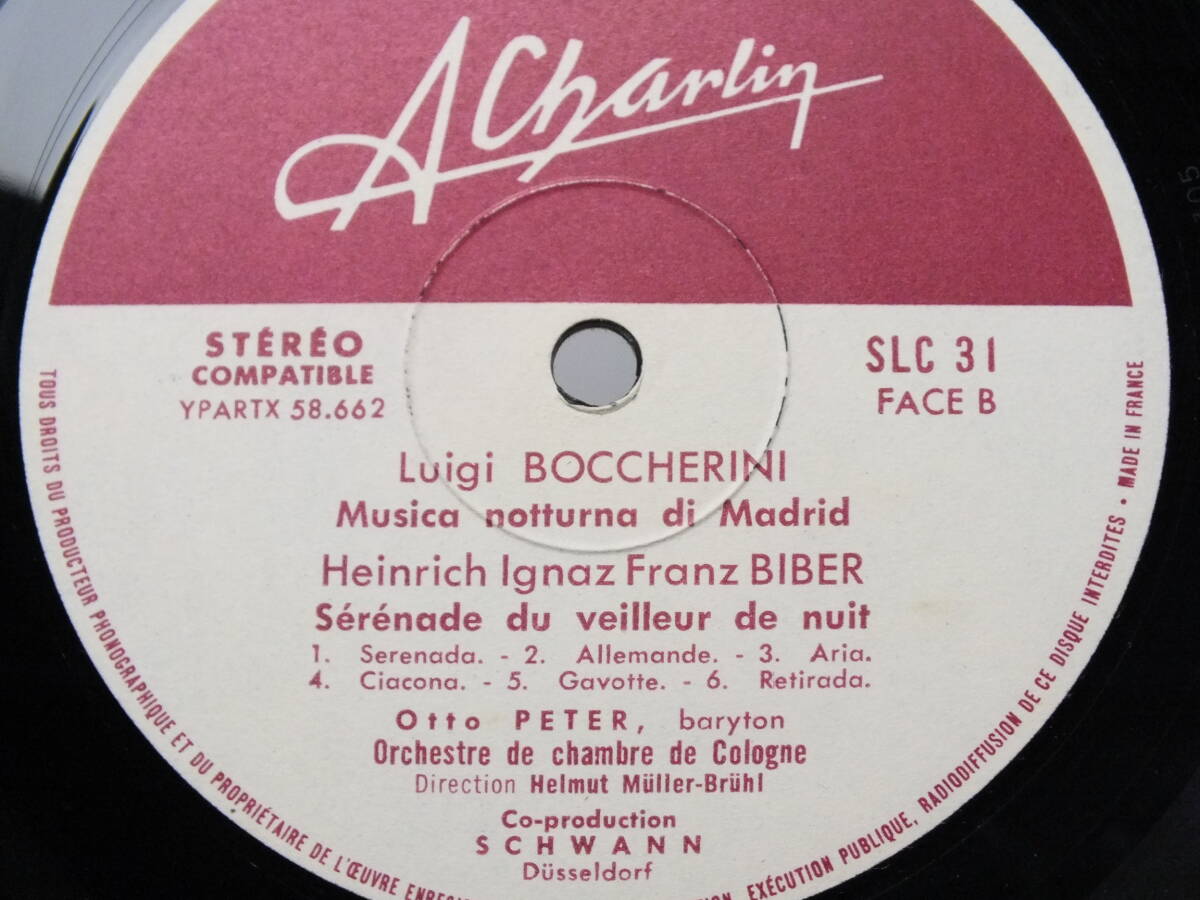 ACharlin
STÉRÉO
COMPATIBLE
YPARTX 58.662
SLC 31
FACE B
Luigi BOCCHERINI
Musica notturna di Madrid
Heinrich Ignaz Franz BIBER
Sérénade du veilleur de nuit
1. Serenada. - 2. Allemande. - 3. Aria.
4. Ciacona. - 5. Gavotte. - 6. Retirada.
Otto PETER, baryton
Orchestre de chambre de Cologne
Direction Helmut Müller-Brühl
Co-production
SCHWANN
Düsseldorf
TOUS DROITS DU PRODUCTEUR PHONOGRAPHIQUE ET DU PROPRIÉTAIRE DE L'ŒUVRE
EXÉCUTION PUBLIQUE, RADIODIFFUSION DE CE DISQUE INTERDITES • MADE IN FRANCE